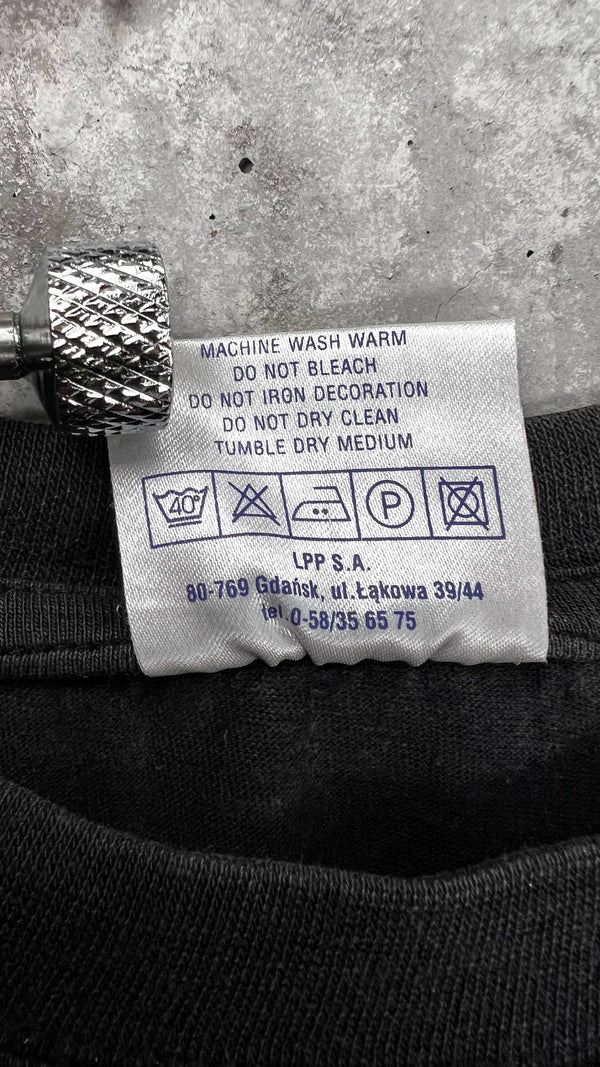 MACHINE WASH WARM
DO NOT BLEACH
DO NOT IRON DECORATION
DO NOT DRY CLEAN
TUMBLE DRY MEDIUM
40° P
LPP S.A.
80-769 Gdańsk, ul.Łąkowa 39/44
tel.0-58/35 65 75